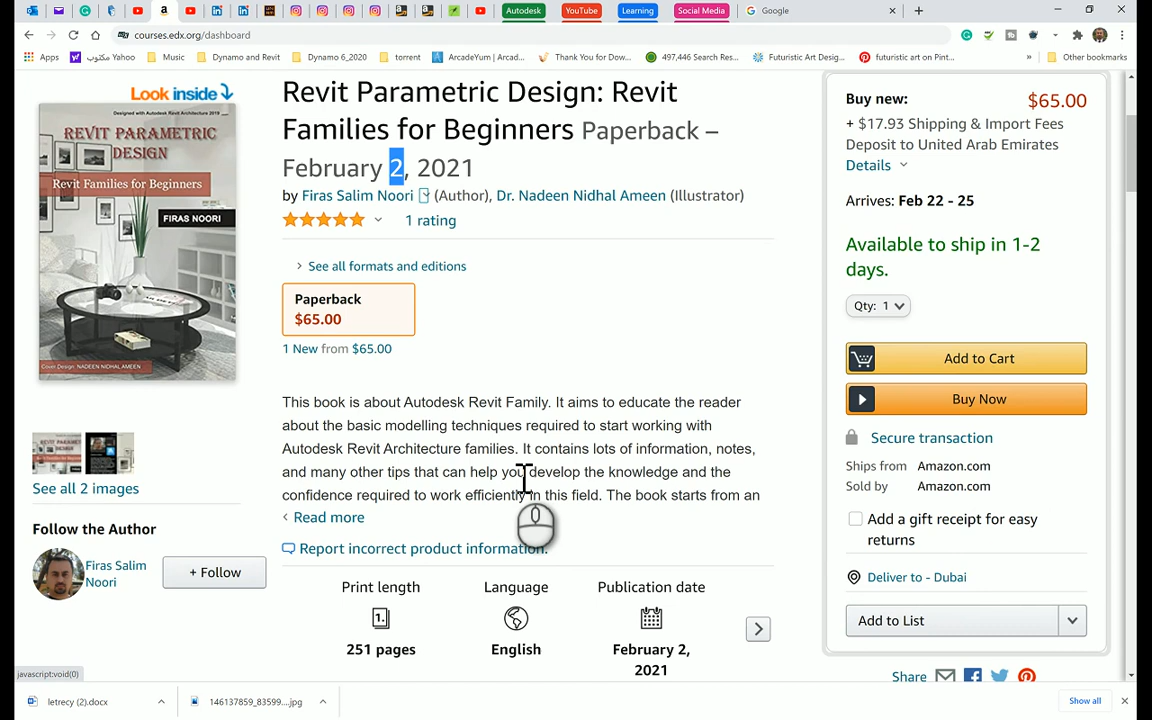 Autodesk
YouTube
Learning
Social Media
Google
courses.edx.org/dashboard
Apps
Yahoo مكتوب
Music
Dynamo and Revit
Dynamo 6_2020
torrent
ArcadeYum | Arcad...
Thank You for Dow...
497,446 Search Res...
Futuristic Art Desig...
futuristic art on Pint...
»
Other bookmarks
Look inside
Designed with Autodesk Revit Architecture 2019
REVIT PARAMETRIC
DESIGN
Revit Families for Beginners
FIRAS NOORI
Cover Design: NADEEN NIDHAL AMEEN
See all 2 images
Follow the Author
Firas Salim
Noori
+ Follow
Revit Parametric Design: Revit
Families for Beginners Paperback –
February 2, 2021
by Firas Salim Noori (Author), Dr. Nadeen Nidhal Ameen (Illustrator)
1 rating
See all formats and editions
Paperback
$65.00
1 New from $65.00
This book is about Autodesk Revit Family. It aims to educate the reader
about the basic modelling techniques required to start working with
Autodesk Revit Architecture families. It contains lots of information, notes,
and many other tips that can help you develop the knowledge and the
confidence required to work efficiently in this field. The book starts from an
Read more
Report incorrect product information.
Print length
251 pages
Language
English
Publication date
February 2,
2021
Buy new:
$65.00
+ $17.93 Shipping & Import Fees
Deposit to United Arab Emirates
Details
Arrives: Feb 22 - 25
Available to ship in 1-2
days.
Qty: 1
Add to Cart
Buy Now
Secure transaction
Ships from Amazon.com
Sold by Amazon.com
Add a gift receipt for easy
returns
Deliver to - Dubai
Add to List
Share
javascript:void(0)
letrecy (2).docx
146137859_83599....jpg
Show all